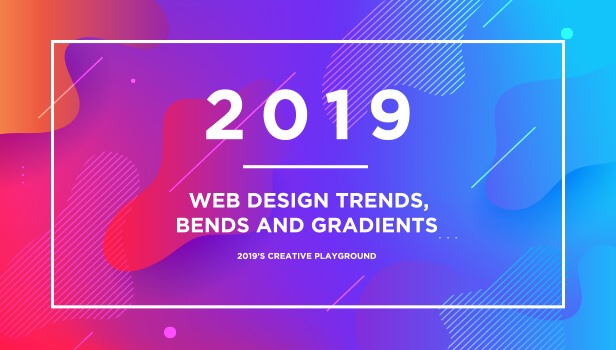 2019
WEB DESIGN TRENDS,
BENDS AND GRADIENTS
2019'S CREATIVE PLAYGROUND